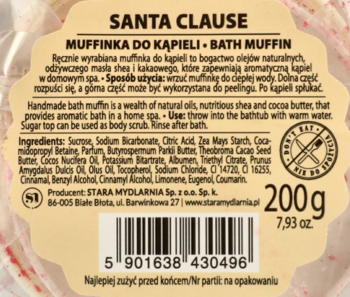 SANTA CLAUSE
MUFFINKA DO KĄPIELI • BATH MUFFIN
Ręcznie wyrabiana muffinka do kąpieli to bogactwo olejów naturalnych,
odżywczego masła shea i kakaowego, które zapewniają aromatyczną kąpiel
w domowym spa. • Sposób użycia: wrzuć muffinkę do ciepłej wody. Dolna część
rozpuści się, a górna część może być wykorzystana do peelingu. Po kąpieli spłukać.
Handmade bath muffin is a wealth of natural oils, nutritious shea and cocoa butter, that
provides aromatic bath in a home spa. • Use: throw into the bathtub with warm water.
Sugar top can be used as body scrub. Rinse after bath.
Ingredients: Sucrose, Sodium Bicarbonate, Citric Acid, Zea Mays Starch, Coca-
midopropyl Betaine, Parfum, Butyrospermum Parkii Butter, Theobroma Cacao Seed
Butter, Cocos Nucifera Oil, Potassium Bitartrate, Albumen, Triethyl Citrate, Prunus
Amygdalus Dulcis Oil, Olus Oil, Tocopherol, Sodium Chloride, CI 14720, CI 16255,
Cinnamal, Benzyl Alcohol, Cinnamyl Alcohol, Limonene, Eugenol, Coumarin.
DON'T EAT
NIE DO SPOŻYCIA
S1
Producent: STARA MYDLARNIA Sp. z o.o. Sp. k.
86-005 Białe Błota, ul. Barwinkowa 27 | www.staramydlarnia.pl
200 g
7,93 oz.
5 901638 430496
Najlepiej zużyć przed końcem/Nr partii: na opakowaniu